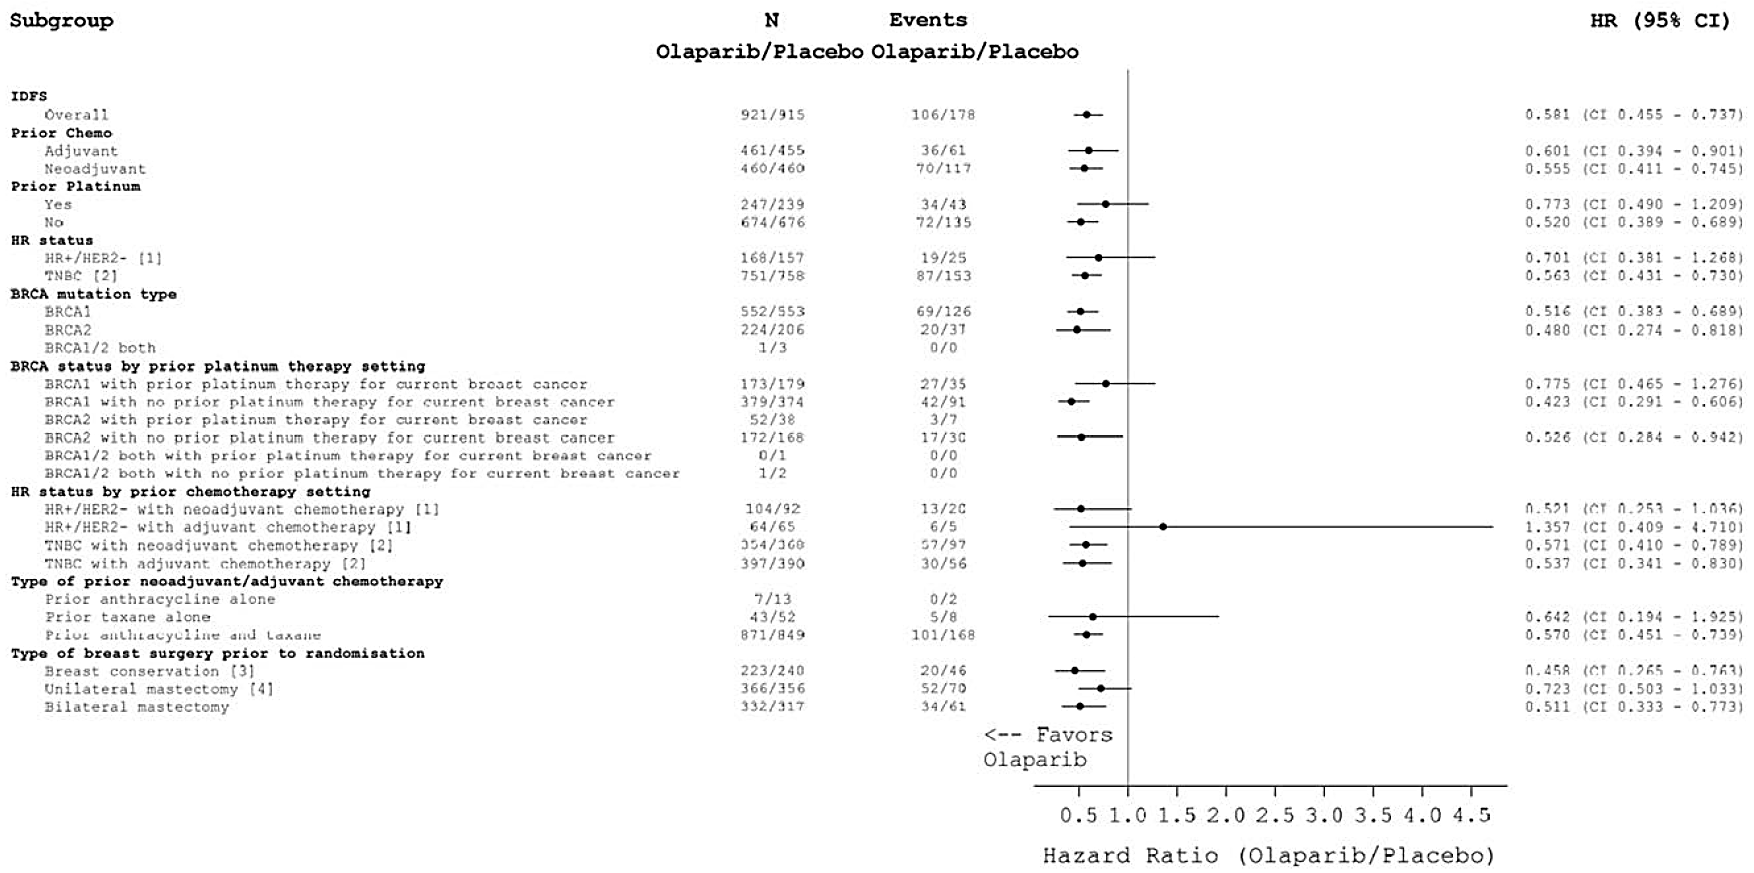 Subgroup N Events HR (95% CI)
Olaparib/Placebo Olaparib/Placebo
IDFS
Overall 921/915 106/178 0.581 (CI 0.455 - 0.737)
Prior Chemo
Adjuvant 461/455 36/61 0.601 (CI 0.394 - 0.901)
Neoadjuvant 460/460 70/117 0.555 (CI 0.411 - 0.745)
Prior Platinum
Yes 247/239 34/43 0.773 (CI 0.490 - 1.209)
No 674/676 72/135 0.520 (CI 0.389 - 0.689)
HR status
HR+/HER2- [1] 168/157 19/25 0.701 (CI 0.381 - 1.268)
TNBC [2] 751/758 87/153 0.563 (CI 0.431 - 0.730)
BRCA mutation type
BRCA1 552/553 69/126 0.516 (CI 0.383 - 0.689)
BRCA2 224/206 20/37 0.480 (CI 0.274 - 0.818)
BRCA1/2 both 1/3 0/0
BRCA status by prior platinum therapy setting
BRCA1 with prior platinum therapy for current breast cancer 173/179 27/35 0.775 (CI 0.465 - 1.276)
BRCA1 with no prior platinum therapy for current breast cancer 379/374 42/91 0.423 (CI 0.291 - 0.606)
BRCA2 with prior platinum therapy for current breast cancer 52/38 3/7
BRCA2 with no prior platinum therapy for current breast cancer 172/168 17/30 0.526 (CI 0.284 - 0.942)
BRCA1/2 both with prior platinum therapy for current breast cancer 0/1 0/0
BRCA1/2 both with no prior platinum therapy for current breast cancer 1/2 0/0
HR status by prior chemotherapy setting
HR+/HER2- with neoadjuvant chemotherapy [1] 104/92 13/20 0.521 (CI 0.253 - 1.036)
HR+/HER2- with adjuvant chemotherapy [1] 64/65 6/5 1.357 (CI 0.409 - 4.710)
TNBC with neoadjuvant chemotherapy [2] 354/368 57/97 0.571 (CI 0.410 - 0.789)
TNBC with adjuvant chemotherapy [2] 397/390 30/56 0.537 (CI 0.341 - 0.830)
Type of prior neoadjuvant/adjuvant chemotherapy
Prior anthracycline alone 7/13 0/2
Prior taxane alone 43/52 5/8 0.642 (CI 0.194 - 1.925)
Prior anthracycline and taxane 871/849 101/168 0.570 (CI 0.451 - 0.739)
Type of breast surgery prior to randomisation
Breast conservation [3] 223/240 20/46 0.458 (CI 0.265 - 0.763)
Unilateral mastectomy [4] 366/356 52/70 0.723 (CI 0.503 - 1.033)
Bilateral mastectomy 332/317 34/61 0.511 (CI 0.333 - 0.773)
<-- Favors
Olaparib
0.5 1.0 1.5 2.0 2.5 3.0 3.5 4.0 4.5
Hazard Ratio (Olaparib/Placebo)